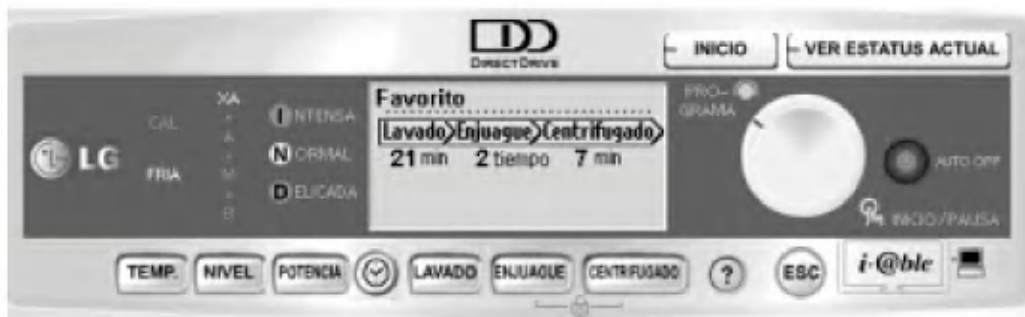 DIRECTDRIVE
INICIO
VER ESTATUS ACTUAL
LG
CAL.
FRIA
XA
A
M
B
INTENSA
NORMAL
DELICADA
Favorito
Lavado Enjuague Centrifugado
21 min 2 tiempo 7 min
PRO-
GRAMA
AUTO OFF
INICIO/PAUSA
TEMP. NIVEL POTENCIA LAVADO ENJUAGUE CENTRIFUGADO ? ESC i-@ble